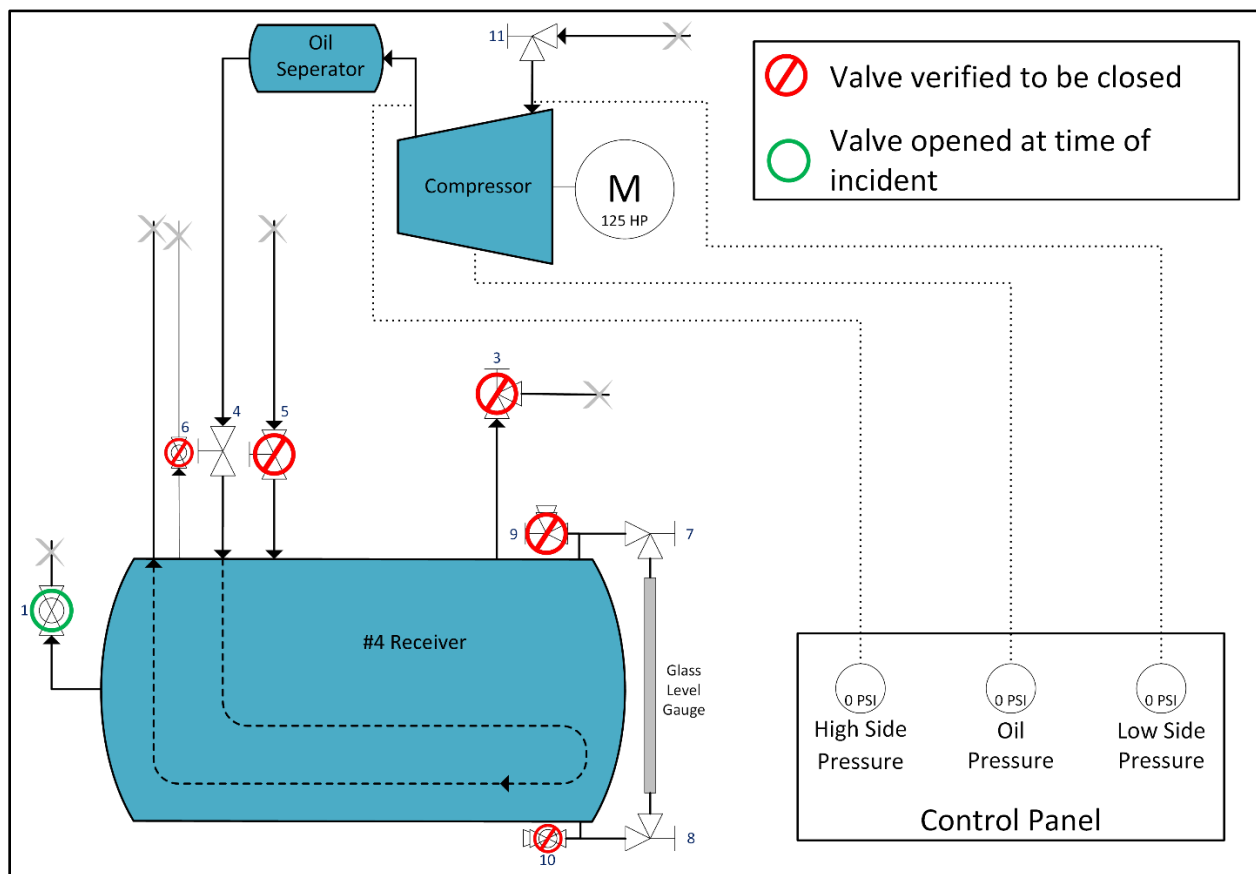 Oil
Seperator
11
Valve verified to be closed
Valve opened at time of
incident
Compressor
M
125 HP
3
4
5
6
9
7
1
#4 Receiver
Glass
Level
Gauge
0 PSI
0 PSI
0 PSI
High Side
Pressure
Oil
Pressure
Low Side
Pressure
Control Panel
8
10